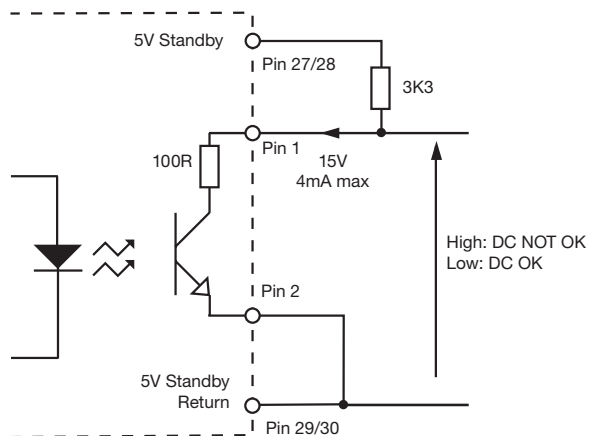 5V Standby
Pin 27/28
3K3
Pin 1
100R
15V
4mA max
High: DC NOT OK
Low: DC OK
Pin 2
5V Standby
Return
Pin 29/30